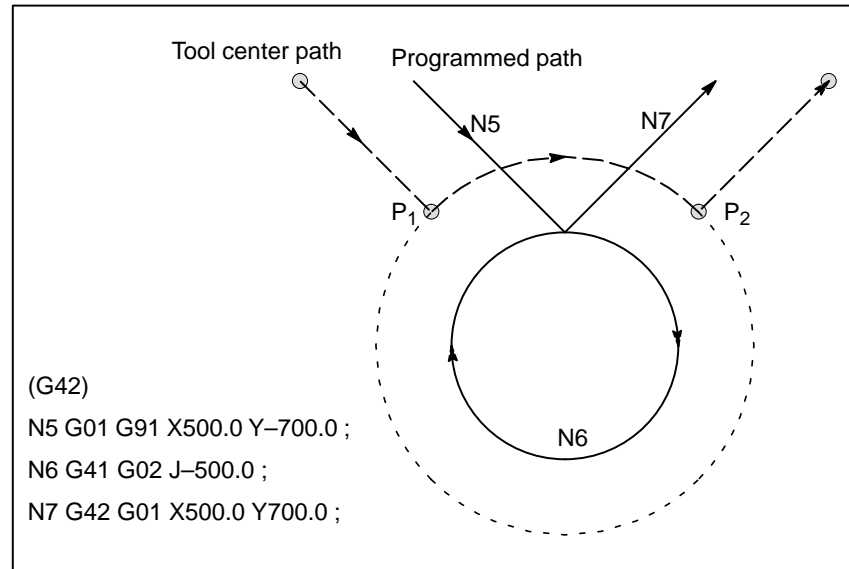 Tool center path
Programmed path
N5
N7
P1
P2
N6
(G42)
N5 G01 G91 X500.0 Y–700.0 ;
N6 G41 G02 J–500.0 ;
N7 G42 G01 X500.0 Y700.0 ;